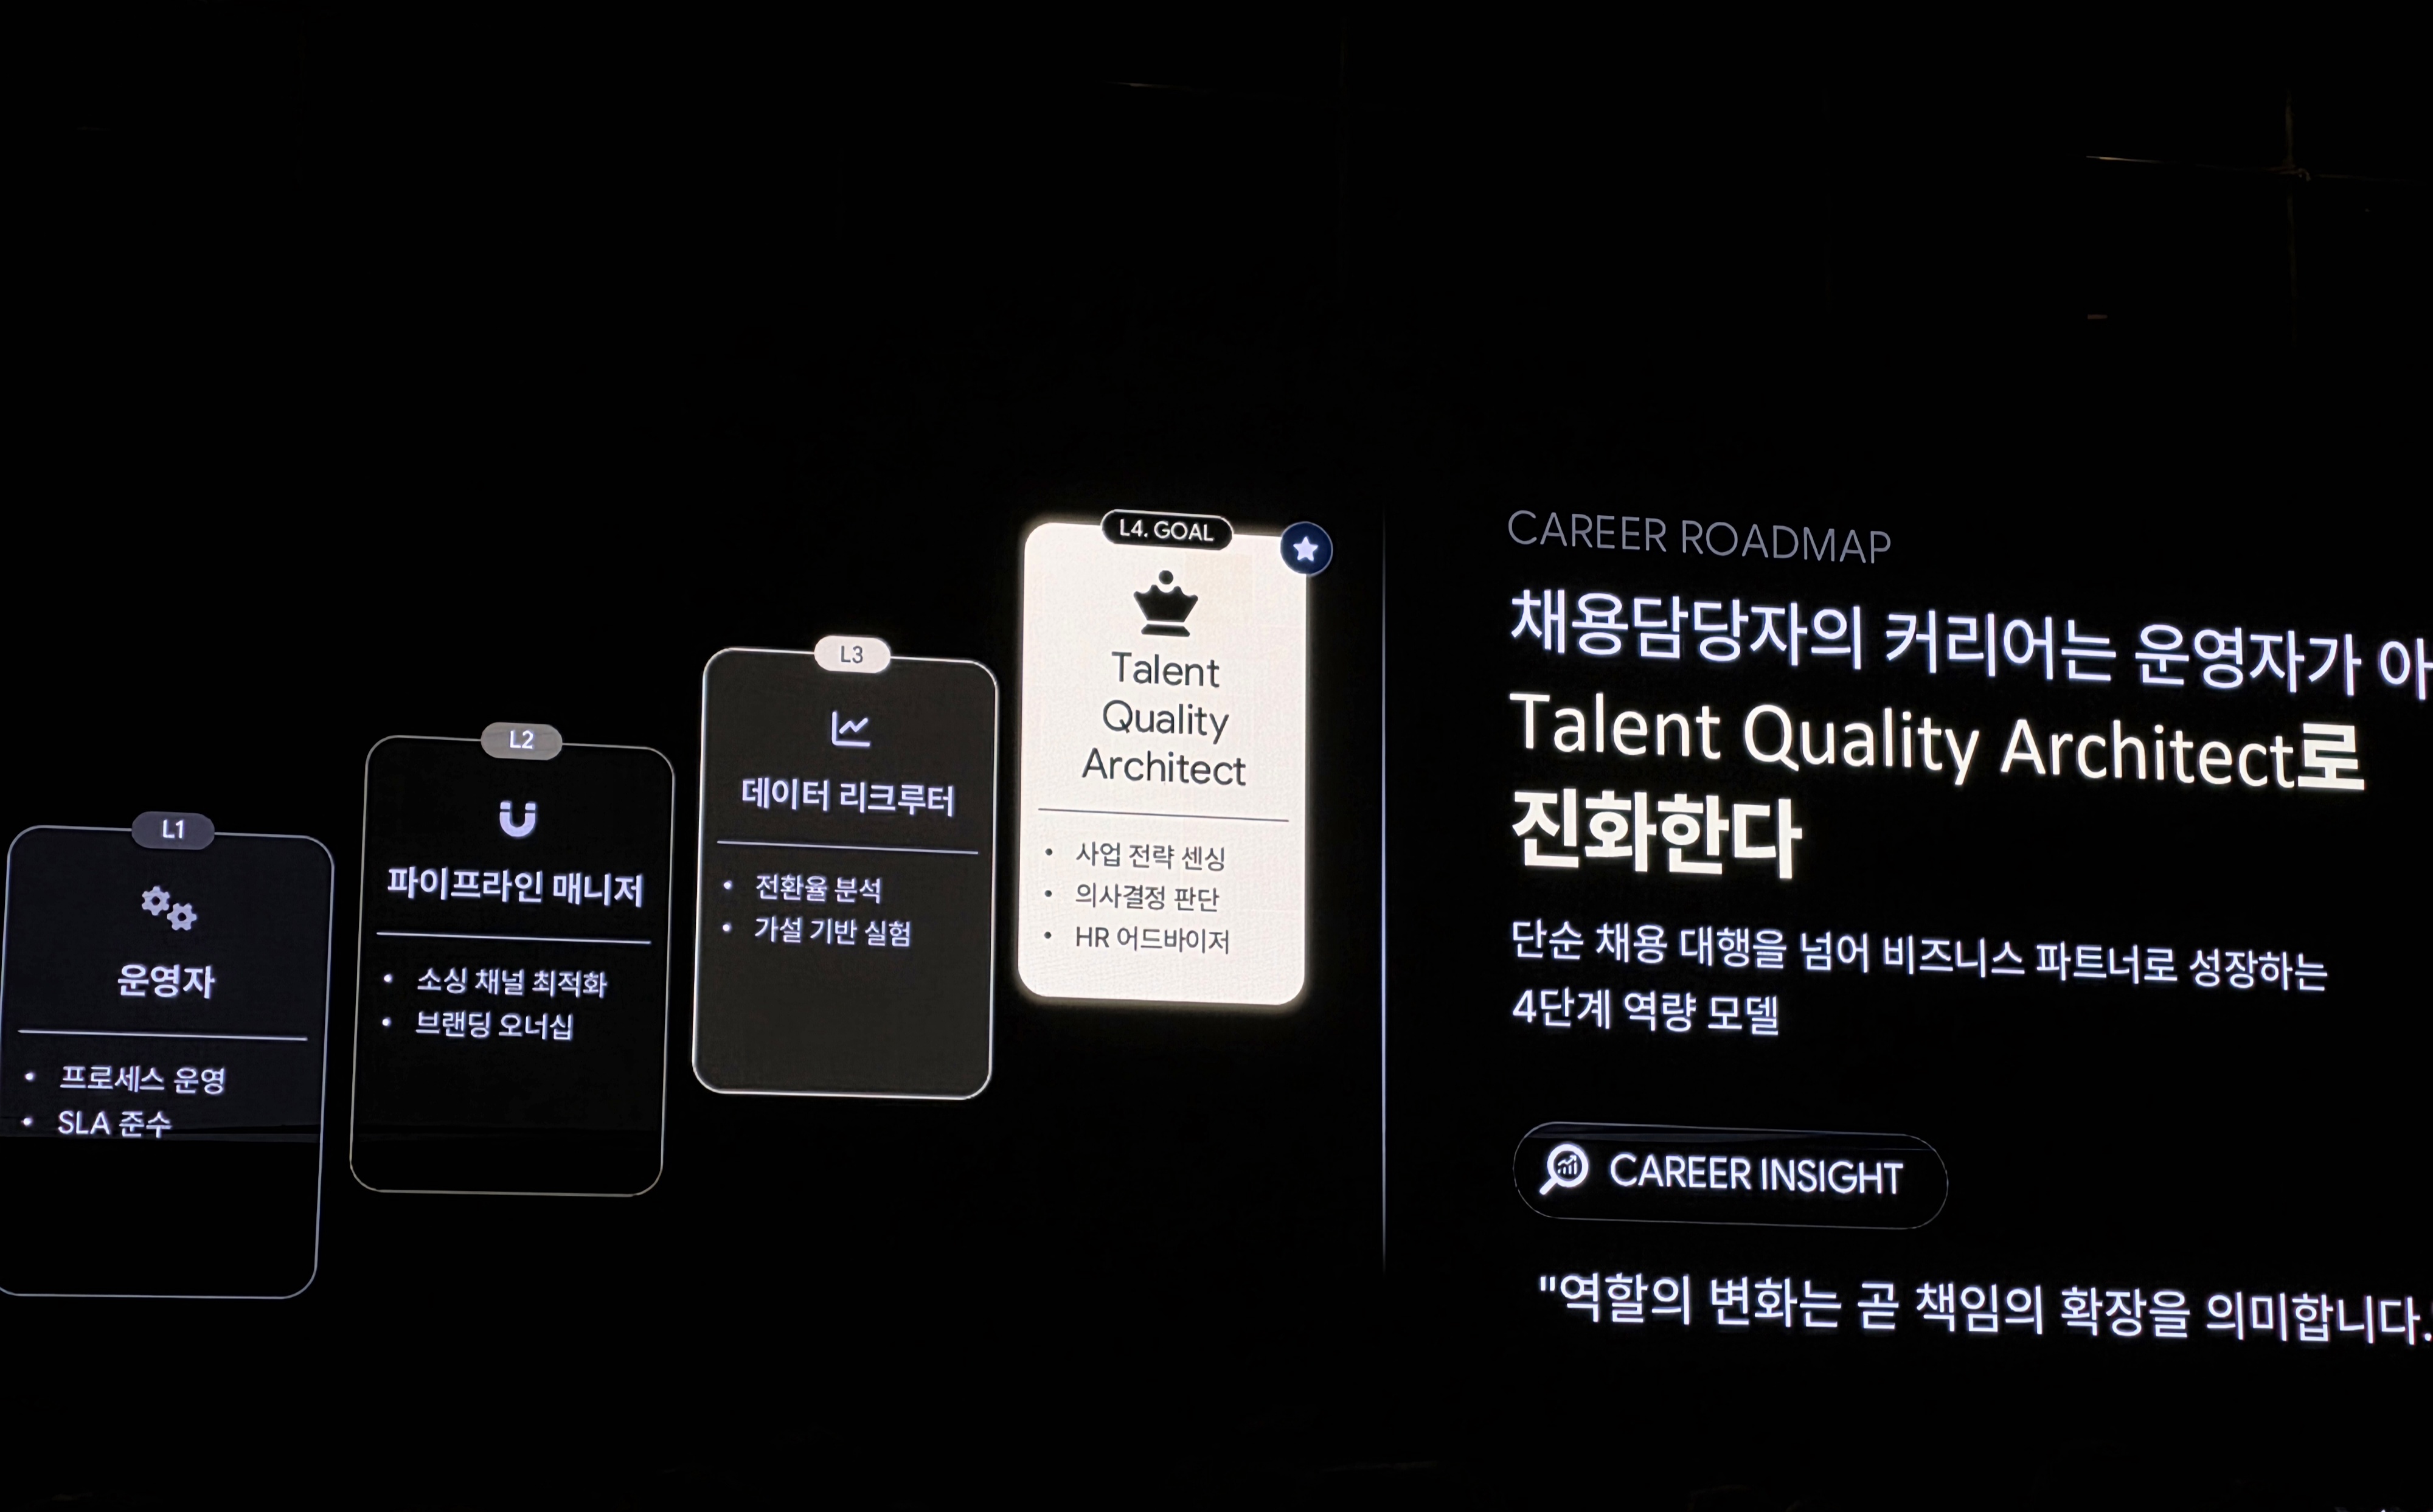 L1
운영자
• 프로세스 운영
• SLA 준수
L2
파이프라인 매니저
• 소싱 채널 최적화
• 브랜딩 오너십
L3
데이터 리크루터
• 전환율 분석
• 가설 기반 실험
L4. GOAL
Talent
Quality
Architect
• 사업 전략 센싱
• 의사결정 판단
• HR 어드바이저
CAREER ROADMAP
채용담당자의 커리어는 운영자가 아
Talent Quality Architect로
진화한다
단순 채용 대행을 넘어 비즈니스 파트너로 성장하는
4단계 역량 모델
CAREER INSIGHT
"역할의 변화는 곧 책임의 확장을 의미합니다.